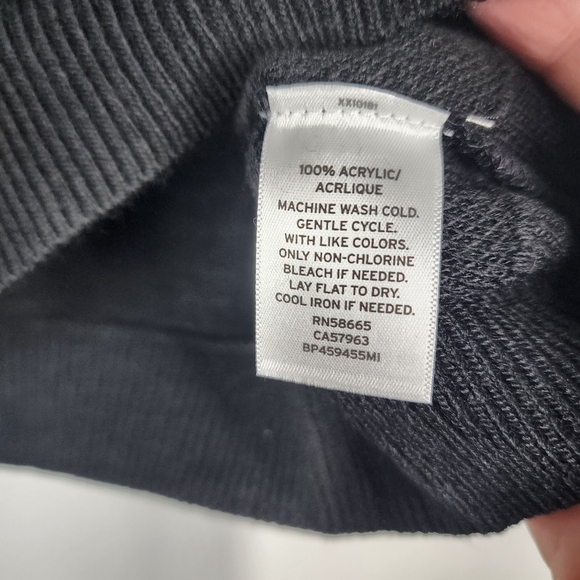 XXI0181
100% ACRYLIC/
ACRLIQUE
MACHINE WASH COLD.
GENTLE CYCLE.
WITH LIKE COLORS.
ONLY NON-CHLORINE
BLEACH IF NEEDED.
LAY FLAT TO DRY.
COOL IRON IF NEEDED.
RN58665
CA57963
BP459455MI